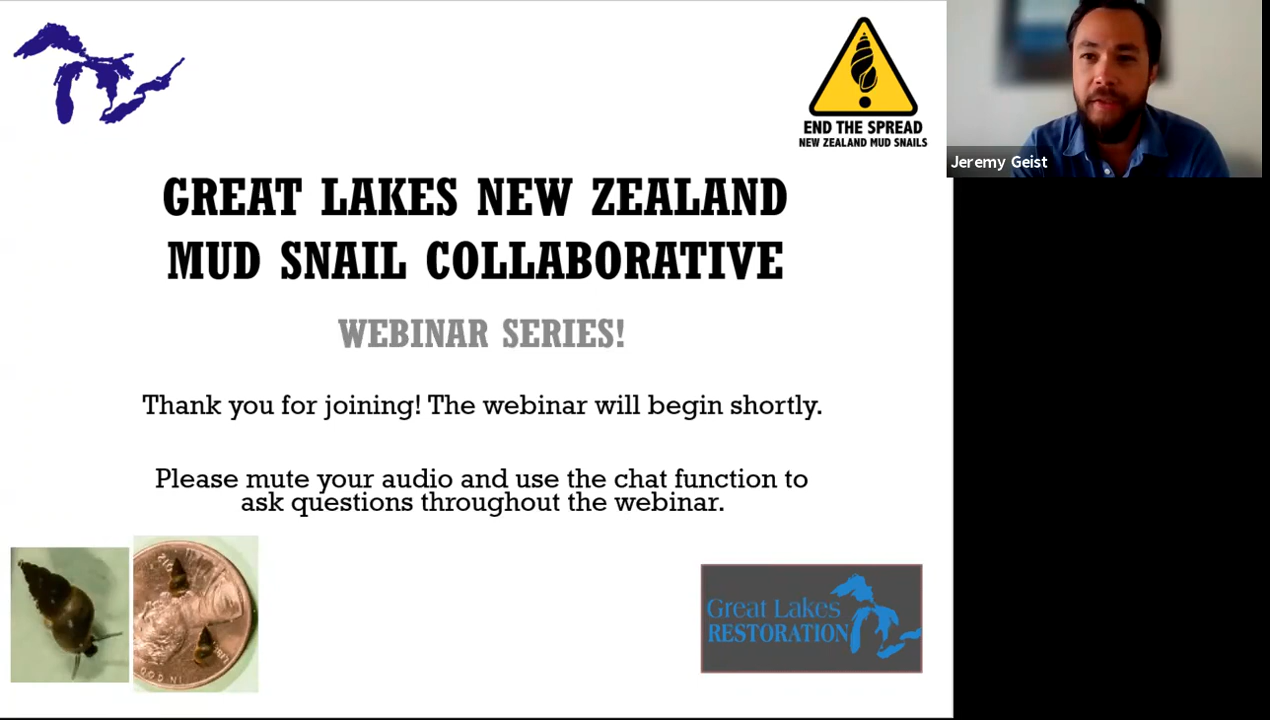 END THE SPREAD
NEW ZEALAND MUD SNAILS
Jeremy Geist
GREAT LAKES NEW ZEALAND
MUD SNAIL COLLABORATIVE
WEBINAR SERIES!
Thank you for joining! The webinar will begin shortly.
Please mute your audio and use the chat function to
ask questions throughout the webinar.
Great Lakes
RESTORATION